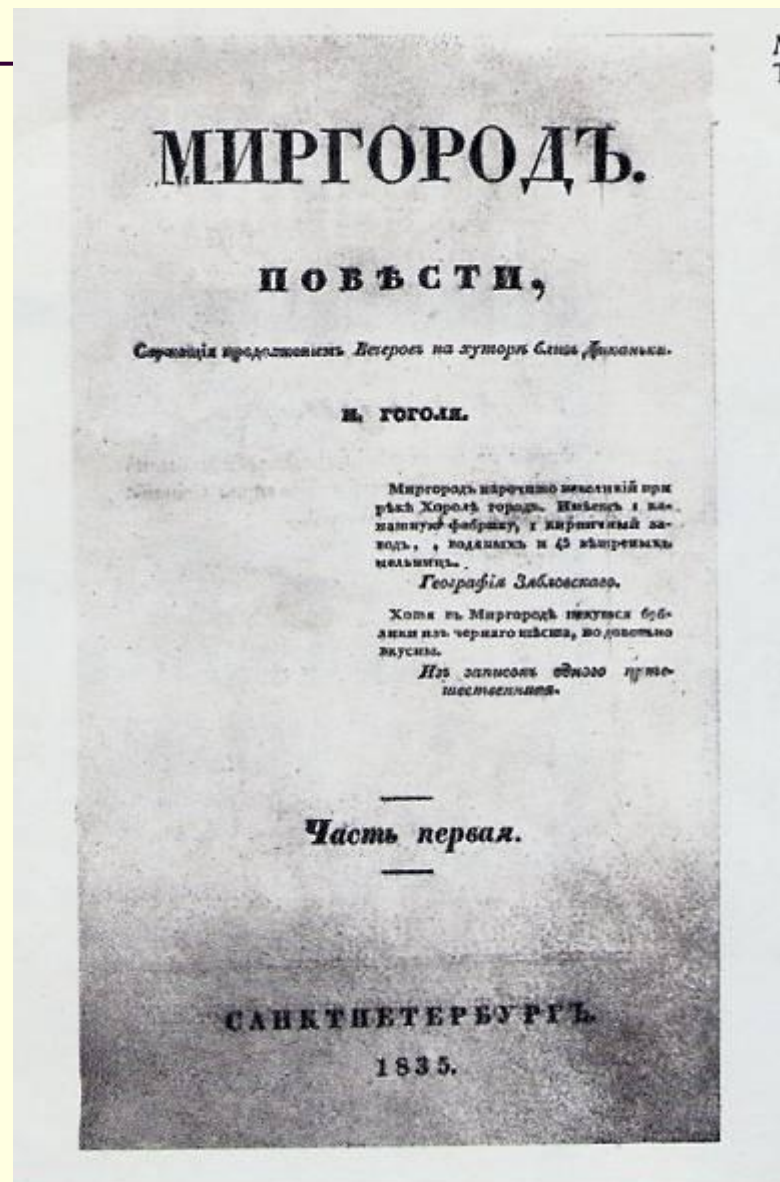 МИРГОРОДЪ.
ПОВѢСТИ,
Служащія продолженіемъ Вечеровъ на хуторѣ близь Диканьки.
Н. ГОГОЛЯ.
Миргородъ нарочито невеликій при
рѣкѣ Хоролѣ городъ. Имѣетъ 1 ка-
натную фабрику, 1 кирпичный за-
водъ, водяныхъ и 45 вѣтреныхъ
мельницъ.
Географія Зябловскаго.
Хотя въ Миргородѣ пекутся буб-
лики изъ чернаго тѣста, но довольно
вкусны.
Изъ записокъ одного путе-
шественника.
Часть первая.
САНКТПЕТЕРБУРГЪ.
1835.